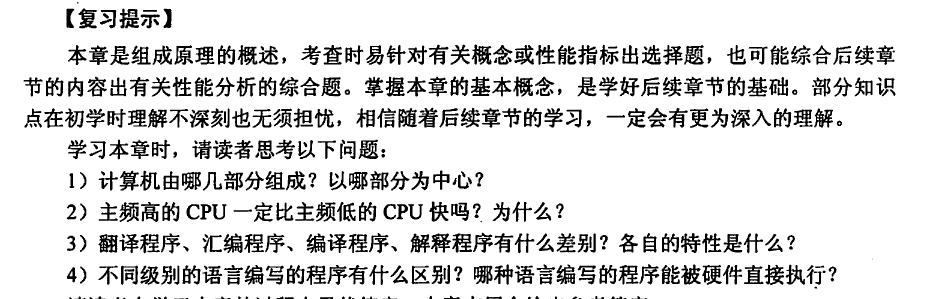 【复习提示】
本章是组成原理的概述，考查时易针对有关概念或性能指标出选择题，也可能综合后续章
节的内容出有关性能分析的综合题。掌握本章的基本概念，是学好后续章节的基础。部分知识
点在初学时理解不深刻也无须担忧，相信随着后续章节的学习，一定会有更为深入的理解。
学习本章时，请读者思考以下问题：
1）计算机由哪几部分组成？以哪部分为中心？
2）主频高的 CPU 一定比主频低的 CPU 快吗？为什么？
3）翻译程序、汇编程序、编译程序、解释程序有什么差别？各自的特性是什么？
4）不同级别的语言编写的程序有什么区别？哪种语言编写的程序能被硬件直接执行？